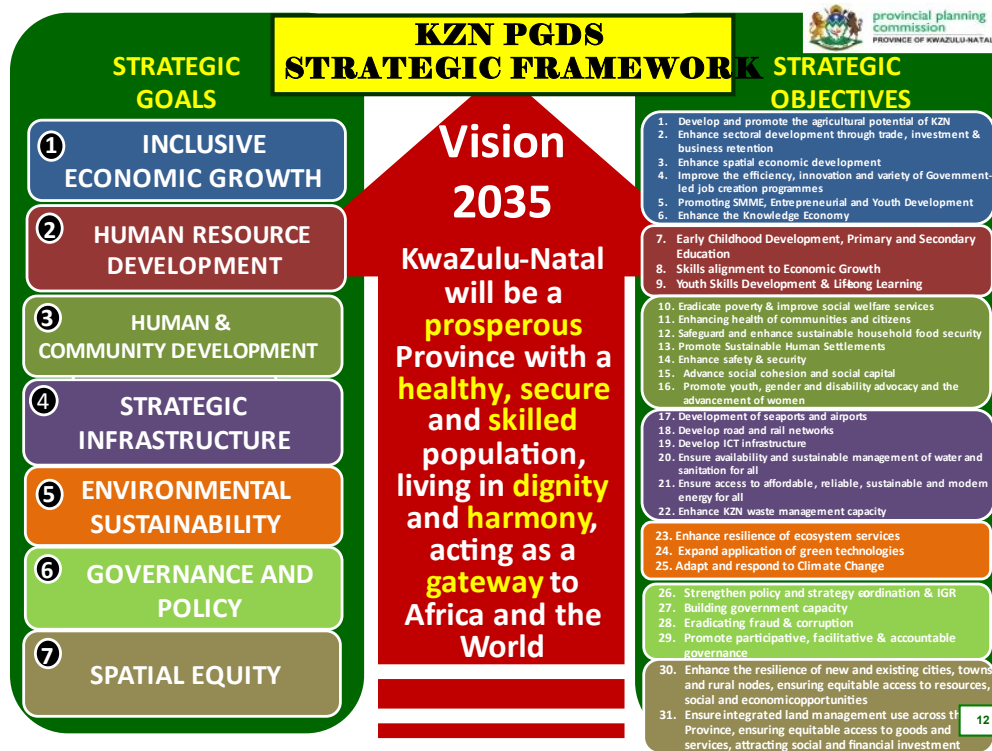 KZN PGDS
STRATEGIC FRAMEWORK
provincial planning
commission
PROVINCE OF KWAZULU-NATAL
STRATEGIC
GOALS
1 INCLUSIVE
ECONOMIC GROWTH
2 HUMAN RESOURCE
DEVELOPMENT
3 HUMAN &
COMMUNITY DEVELOPMENT
4 STRATEGIC
INFRASTRUCTURE
5 ENVIRONMENTAL
SUSTAINABILITY
6 GOVERNANCE AND
POLICY
7 SPATIAL EQUITY
Vision
2035
KwaZulu-Natal
will be a
prosperous
Province with a
healthy, secure
and skilled
population,
living in dignity
and harmony,
acting as a
gateway to
Africa and the
World
STRATEGIC
OBJECTIVES
1. Develop and promote the agricultural potential of KZN
2. Enhance sectoral development through trade, investment &
business retention
3. Enhance spatial economic development
4. Improve the efficiency, innovation and variety of Government-
led job creation programmes
5. Promoting SMME, Entrepreneurial and Youth Development
6. Enhance the Knowledge Economy
7. Early Childhood Development, Primary and Secondary
Education
8. Skills alignment to Economic Growth
9. Youth Skills Development & Lifelong Learning
10. Eradicate poverty & improve social welfare services
11. Enhancing health of communities and citizens
12. Safeguard and enhance sustainable household food security
13. Promote Sustainable Human Settlements
14. Enhance safety & security
15. Advance social cohesion and social capital
16. Promote youth, gender and disability advocacy and the
advancement of women
17. Development of seaports and airports
18. Develop road and rail networks
19. Develop ICT infrastructure
20. Ensure availability and sustainable management of water and
sanitation for all
21. Ensure access to affordable, reliable, sustainable and modern
energy for all
22. Enhance KZN waste management capacity
23. Enhance resilience of ecosystem services
24. Expand application of green technologies
25. Adapt and respond to Climate Change
26. Strengthen policy and strategy coordination & IGR
27. Building government capacity
28. Eradicating fraud & corruption
29. Promote participative, facilitative & accountable
governance
30. Enhance the resilience of new and existing cities, towns
and rural nodes, ensuring equitable access to resources,
social and economicopportunities
31. Ensure integrated land management use across th
Province, ensuring equitable access to goods and
services, attracting social and financial investment
12